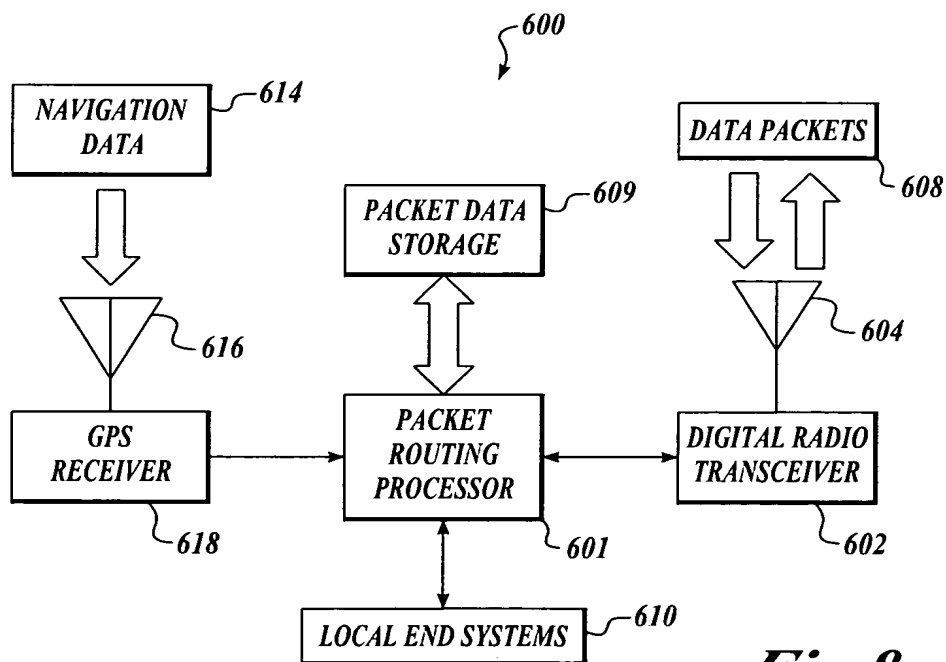 600
NAVIGATION
DATA
614
DATA PACKETS
608
PACKET DATA
STORAGE
609
616
604
GPS
RECEIVER
618
PACKET
ROUTING
PROCESSOR
601
DIGITAL RADIO
TRANSCEIVER
602
LOCAL END SYSTEMS
610